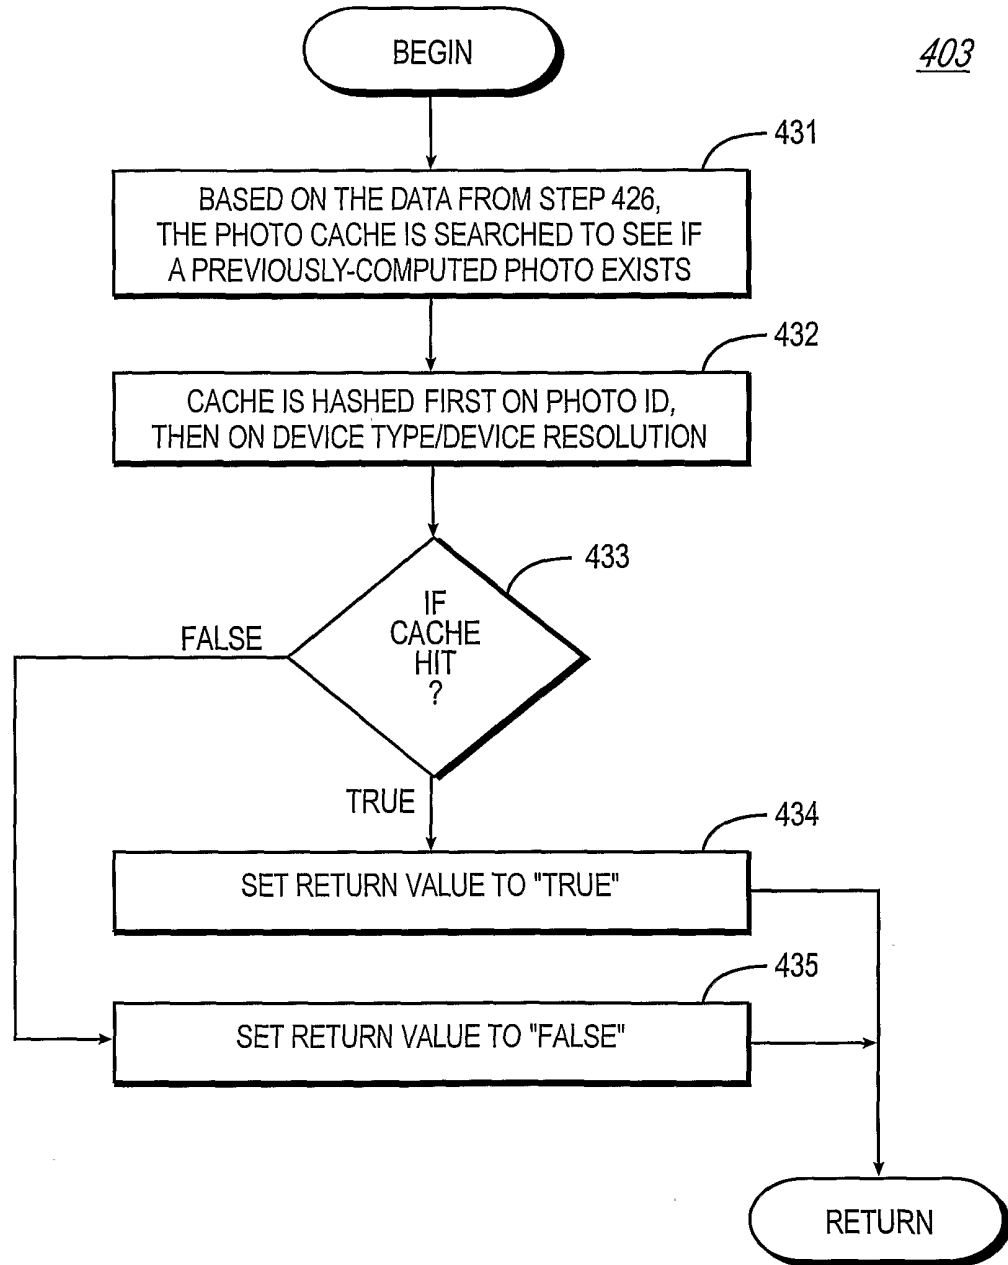 BEGIN
403
431
BASED ON THE DATA FROM STEP 426,
THE PHOTO CACHE IS SEARCHED TO SEE IF
A PREVIOUSLY-COMPUTED PHOTO EXISTS
432
CACHE IS HASHED FIRST ON PHOTO ID,
THEN ON DEVICE TYPE/DEVICE RESOLUTION
433
IF
CACHE
HIT
?
FALSE
TRUE
434
SET RETURN VALUE TO "TRUE"
435
SET RETURN VALUE TO "FALSE"
RETURN